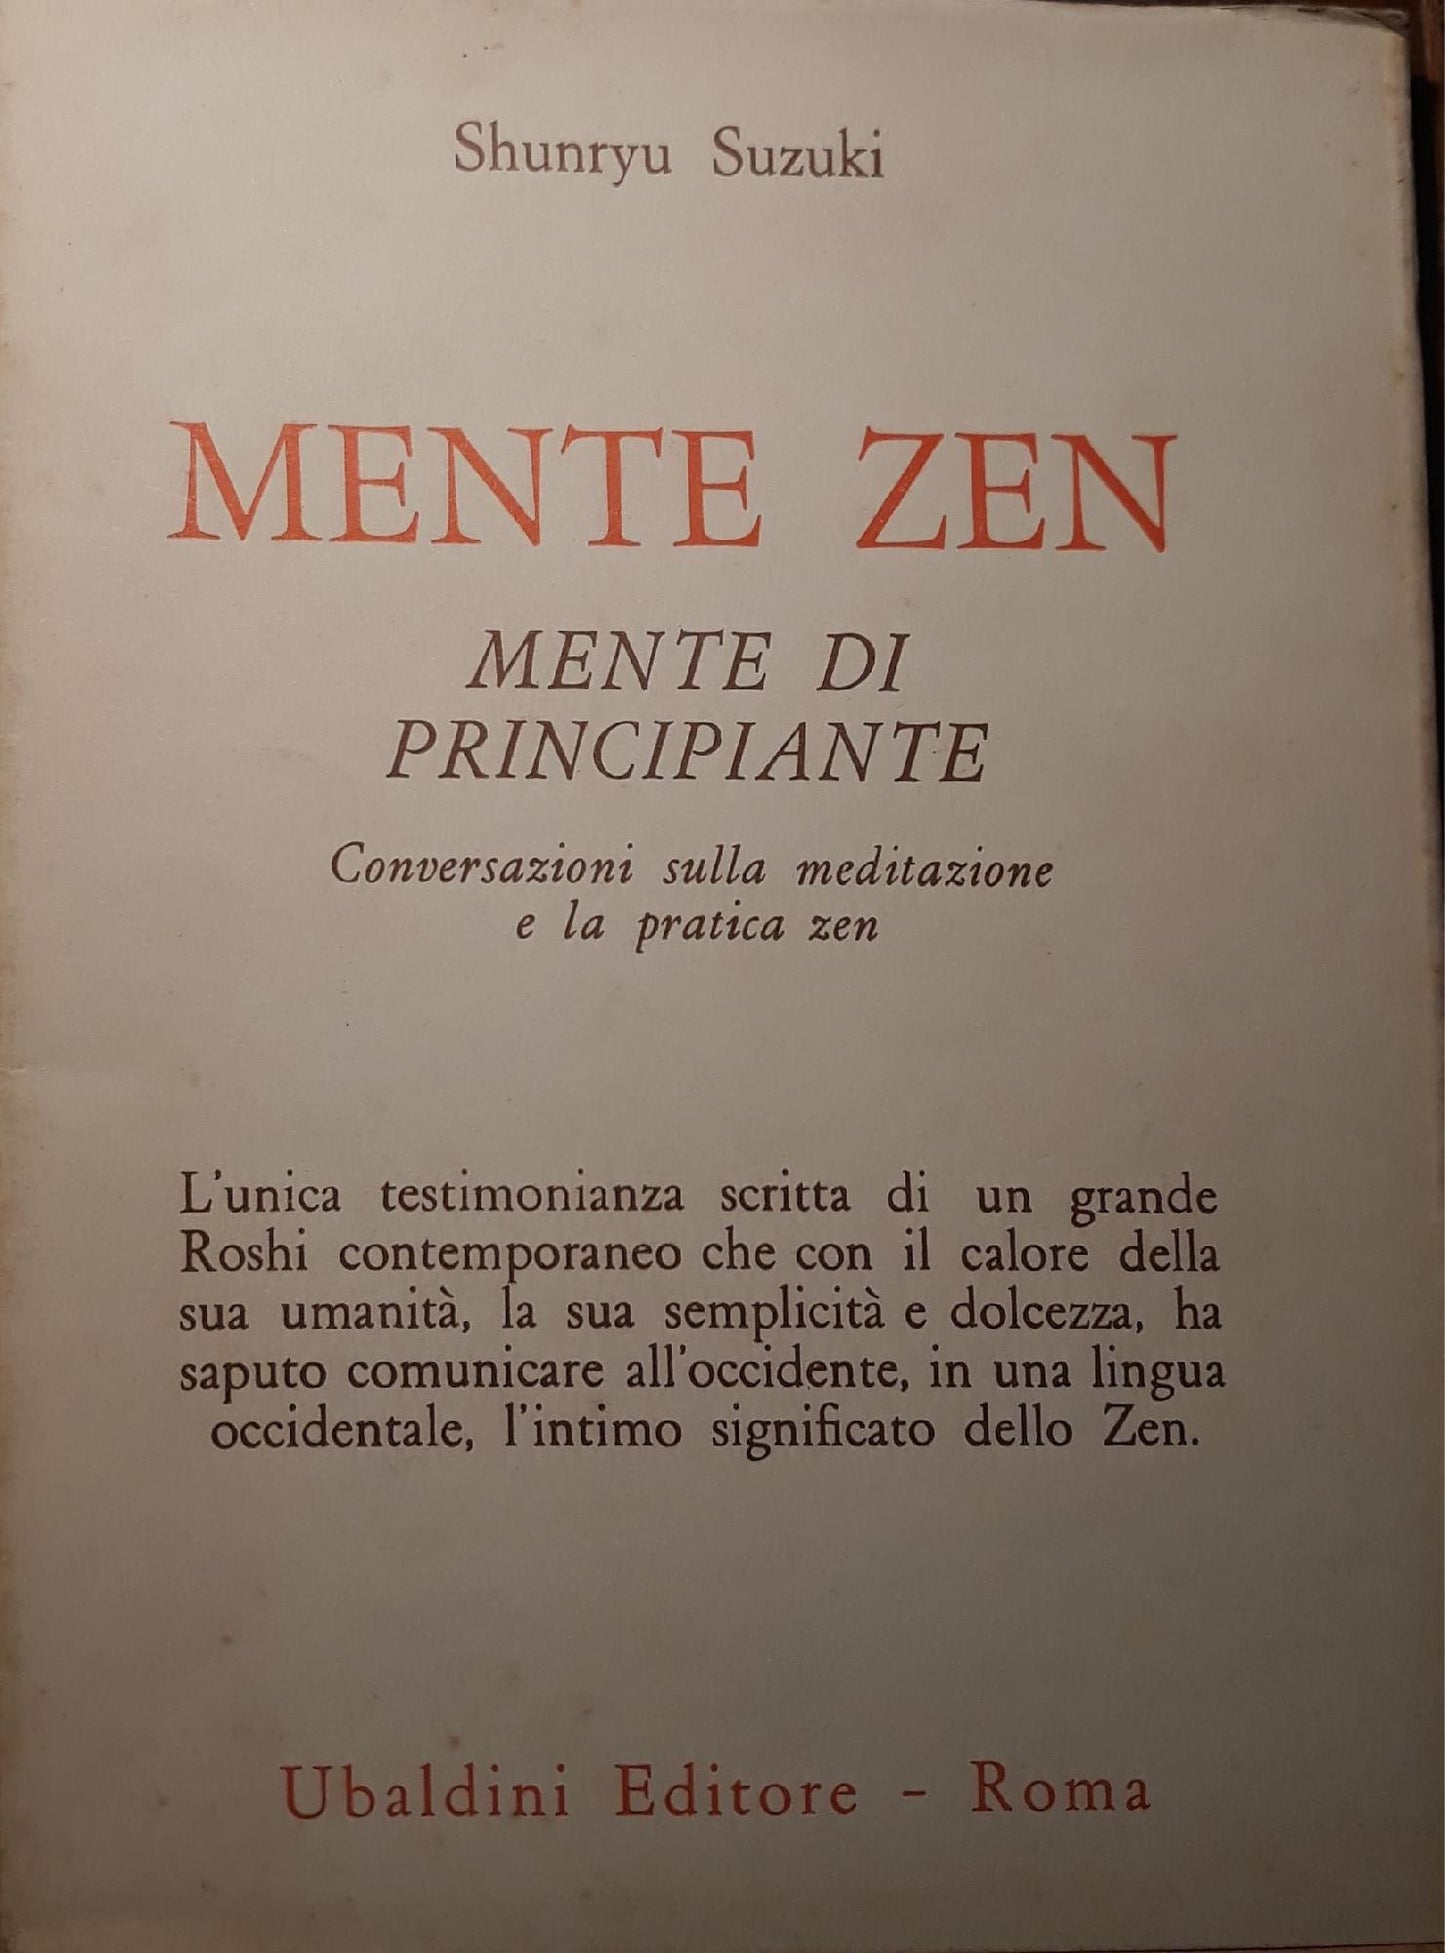 Shunryu Suzuki
MENTE ZEN
MENTE DI
PRINCIPIANTE
Conversazioni sulla meditazione
e la pratica zen
L'unica testimonianza scritta di un grande
Roshi contemporaneo che con il calore della
sua umanità, la sua semplicità e dolcezza, ha
saputo comunicare all'occidente, in una lingua
occidentale, l'intimo significato dello Zen.
Ubaldini Editore - Roma